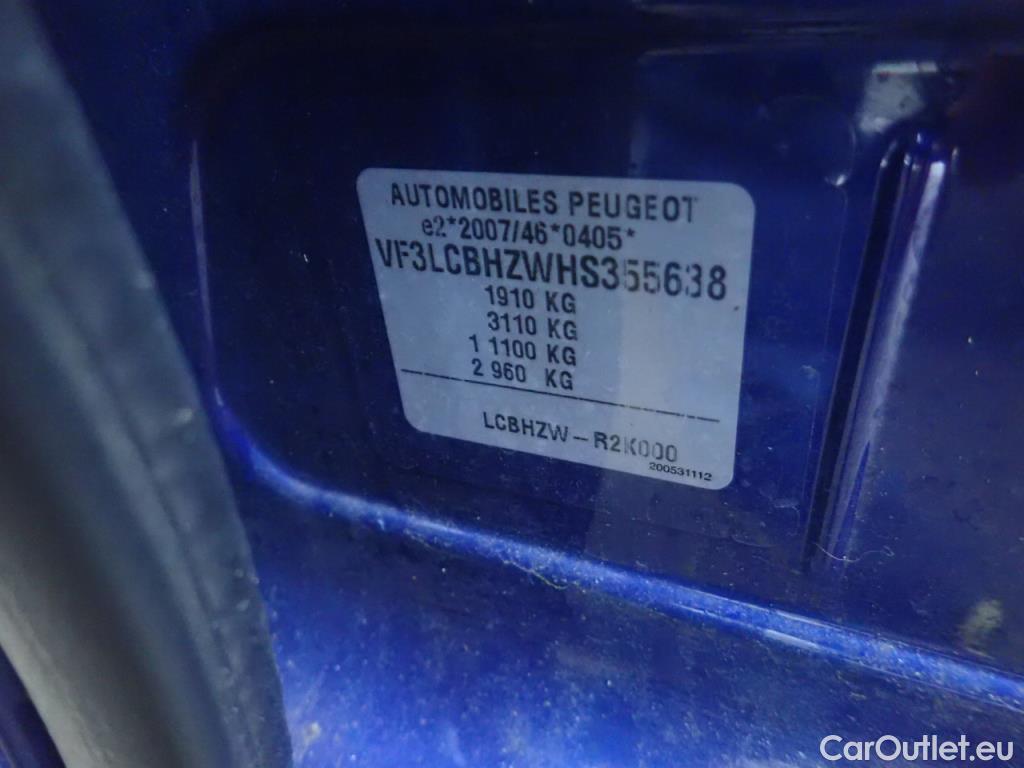 AUTOMOBILES PEUGEOT
e2*2007/46*0405*
VF3LCBHZWHS355638
1910 KG
3110 KG
1 1100 KG
2 960 KG
LCBHZW – R2K000
200531112
CarOutlet.eu